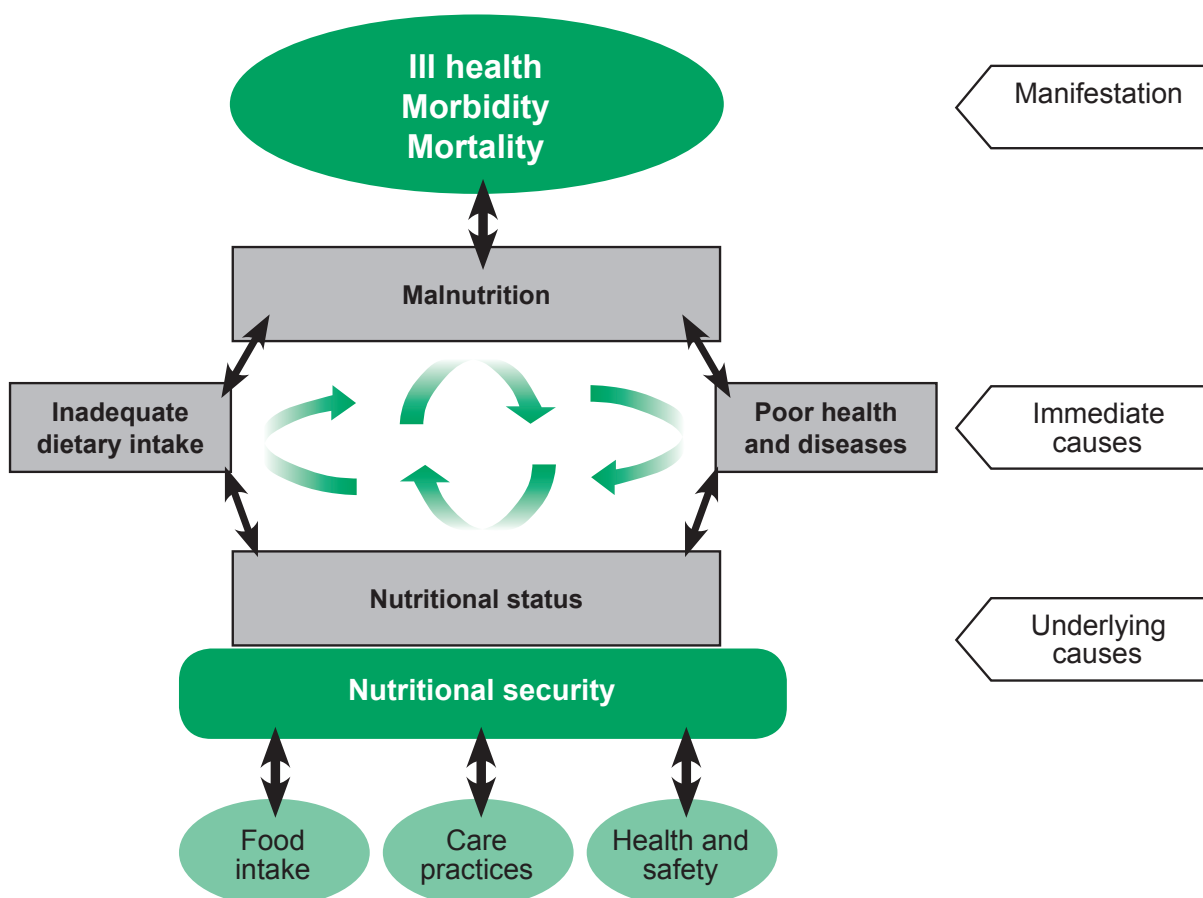 Ill health
Morbidity
Mortality
Manifestation
Malnutrition
Inadequate
dietary intake
Poor health
and diseases
Immediate
causes
Nutritional status
Underlying
causes
Nutritional security
Food
intake
Care
practices
Health and
safety